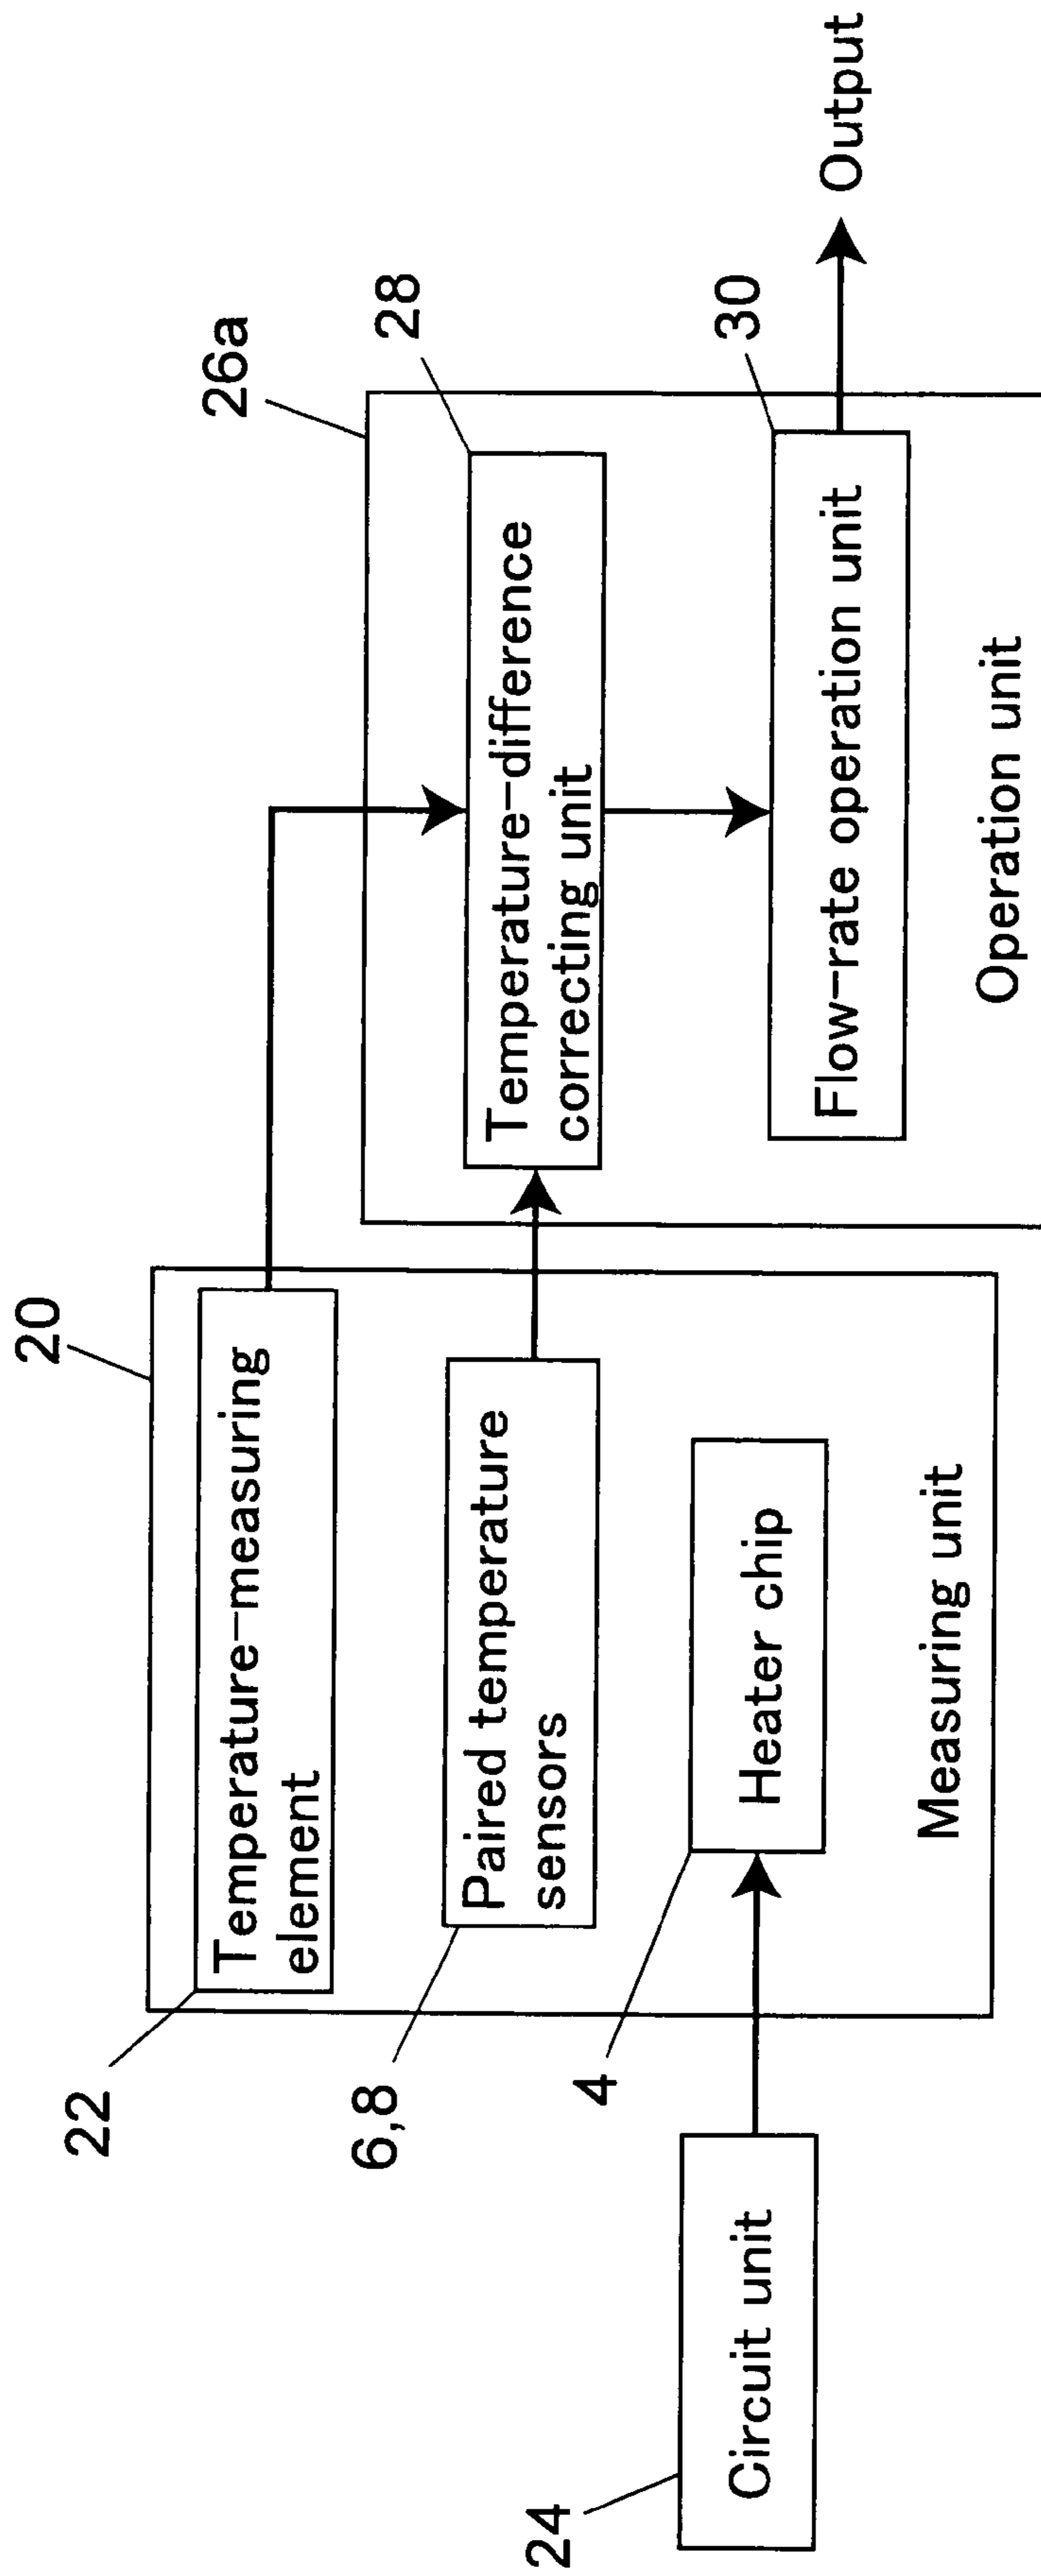 20
22
Temperature-measuring
element
6,8
Paired temperature
sensors
4
Heater chip
Measuring unit
24
Circuit unit
26a
28
Temperature-difference
correcting unit
30
Flow-rate operation unit
Operation unit
Output